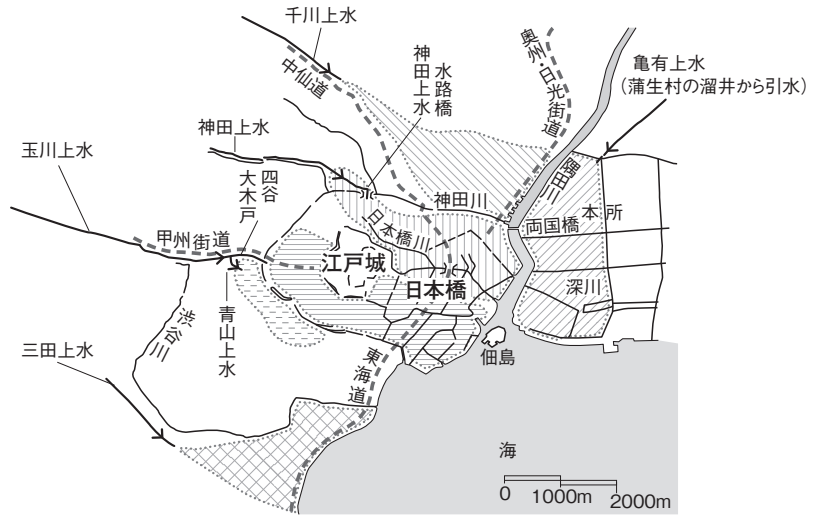 千川上水
中仙道
神田上水
水路橋
奥州・日光街道
亀有上水
(蒲生村の溜井から引水)
玉川上水
神田上水
四谷
大木戸
隅田川
神田川
両国橋
本所
日本橋川
甲州街道
江戸城
日本橋
深川
青山上水
渋谷川
三田上水
東海道
佃島
海
0 1000m 2000m